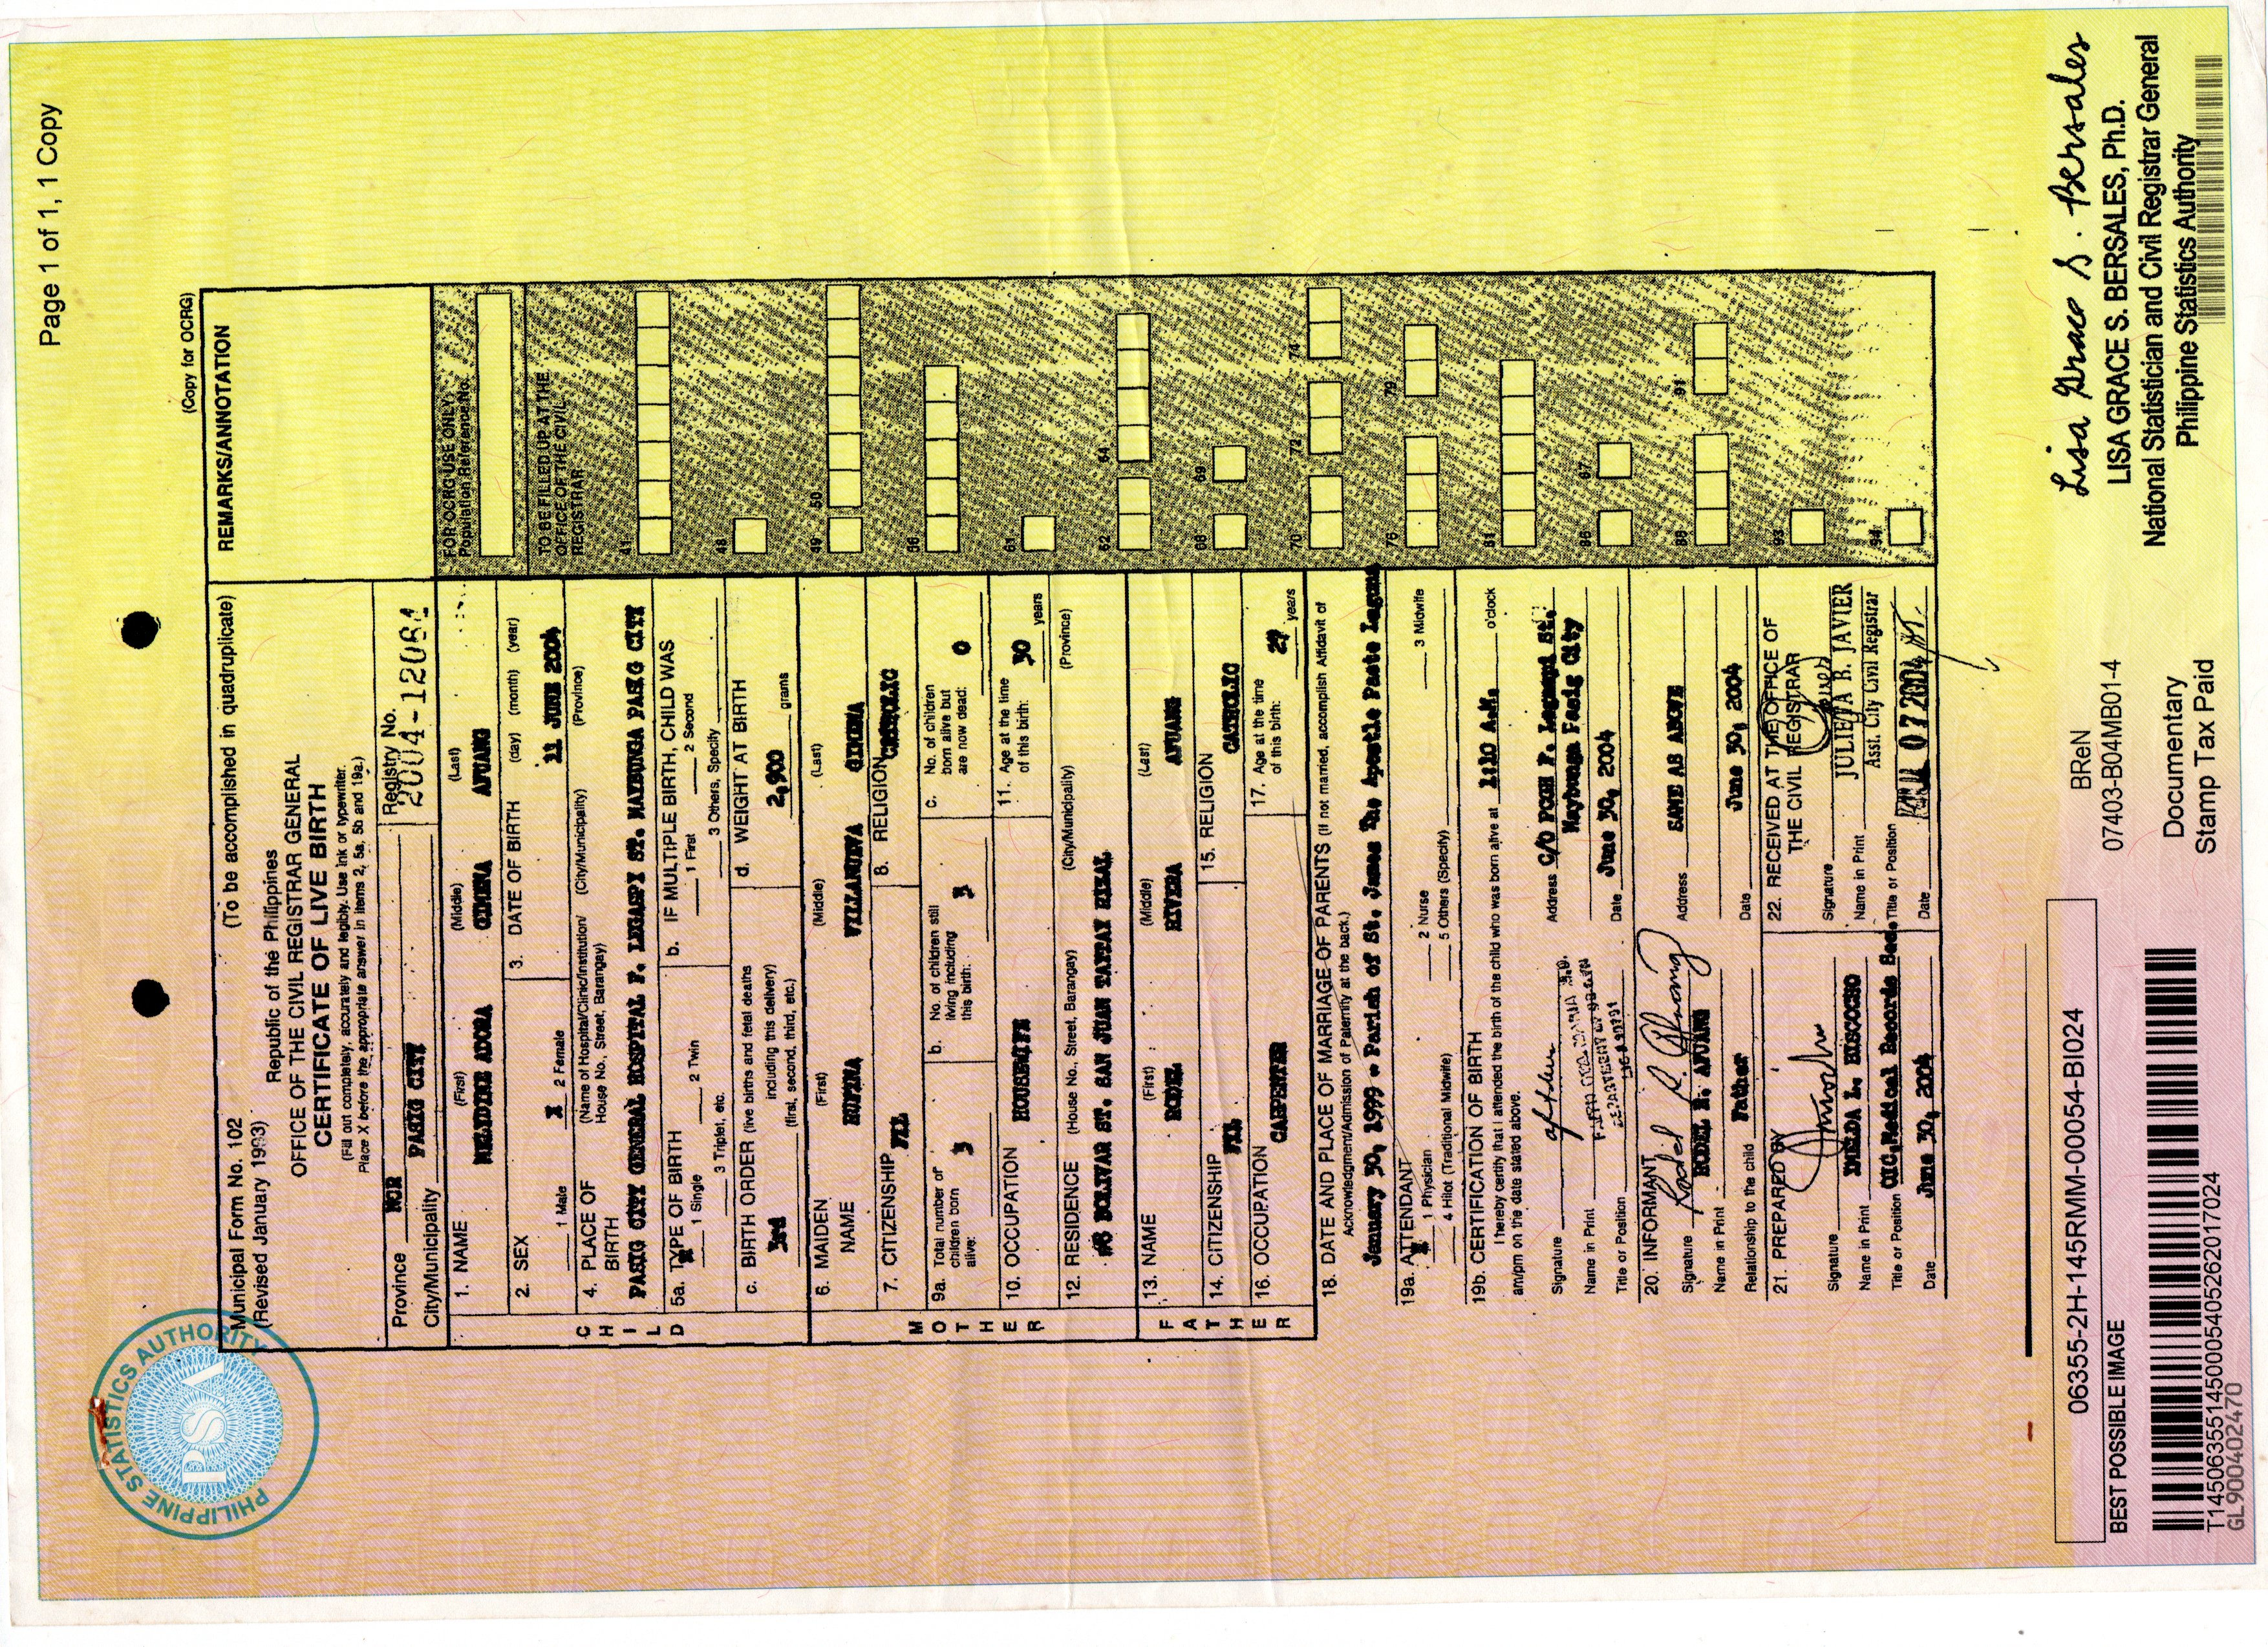 Page 1 of 1, 1 Copy
PHILIPPINE STATISTICS AUTHORITY
PSA
(Copy for OCRG)
Municipal Form No. 102
(Revised January 1993)
(To be accomplished in quadruplicate)
REMARKS/ANNOTATION
Republic of the Philippines
OFFICE OF THE CIVIL REGISTRAR GENERAL
CERTIFICATE OF LIVE BIRTH
(Fill out completely, accurately and legibly. Use ink or typewriter.
Place X before the appropriate answer in items 2, 5a, 5b and 19a.)
Province NCR
City/Municipality PASIG CITY
Registry No.
2004-12064
FOR OCRG USE ONLY:
Population Reference No.
1. NAME (First) (Middle) (Last)
MELYDINE ADORA GIMENA AFUANG
2. SEX
1 Male X 2 Female
3. DATE OF BIRTH (day) (month) (year)
11 JUNE 2004
TO BE FILLED UP AT THE
OFFICE OF THE CIVIL
REGISTRAR
CHILD
4. PLACE OF BIRTH (Name of Hospital/Clinic/Institution/ (City/Municipality) (Province)
House No., Street, Barangay)
PASIG CITY GENERAL HOSPITAL F. LEGASPI ST. MAYBUNGA PASIG CITY
41
5a. TYPE OF BIRTH
X 1 Single 2 Twin
3 Triplet, etc.
b. IF MULTIPLE BIRTH, CHILD WAS
1 First 2 Second
3 Others, Specify
48
c. BIRTH ORDER (live births and fetal deaths
including this delivery)
3rd
(first, second, third, etc.)
d. WEIGHT AT BIRTH
2,900 grams
MOTHER
6. MAIDEN NAME (First) (Middle) (Last)
RUFINA VILLANUEVA GIMENA
49 50
7. CITIZENSHIP FIL
8. RELIGION CATHOLIC
56
9a. Total number of
children born
alive: 3
b. No. of children still
living including
this birth: 3
c. No. of children
born alive but
are now dead: 0
10. OCCUPATION HOUSEWIFE
11. Age at the time
of this birth: 30 years
61
12. RESIDENCE (House No., Street, Barangay) (City/Municipality) (Province)
#8 BOLIVAR ST. SAN JUAN TAYTAY RIZAL
62 64
FATHER
13. NAME (First) (Middle) (Last)
RODEL RIVERA AFUANG
14. CITIZENSHIP FIL
15. RELIGION
CATHOLIC
68 69
16. OCCUPATION
CARPENTER
17. Age at the time
of this birth: 27 years
70 72 74
18. DATE AND PLACE OF MARRIAGE OF PARENTS (If not married, accomplish Affidavit of
Acknowledgment/Admission of Paternity at the back.)
January 30, 1999 - Parish of St. James The Apostle Paete Laguna
76 79
19a. ATTENDANT
X 1 Physician 2 Nurse 3 Midwife
4 Hilot (Traditional Midwife) 5 Others (Specify)
19b. CERTIFICATION OF BIRTH
I hereby certify that I attended the birth of the child who was born alive at 1:10 A.M. o'clock
am/pm on the date stated above.
81
Signature
Address C/O PCGH F. Legaspi St.
Maybunga Pasig City
Name in Print STA. MARIA M.D.
DEPARTMENT OF OB-GYN
Title or Position
Date June 30, 2004
86 87
20. INFORMANT
Signature Rodel R. Afuang
RODEL R. AFUANG
Name in Print
Relationship to the child Father
Address SAME AS ABOVE
Date June 30, 2004
88 91
21. PREPARED BY
Signature
Name in Print IMELDA L. BISCOCHO
Title or Position OIC, Medical Records Sec.
Date June 30, 2004
22. RECEIVED AT THE OFFICE OF
THE CIVIL REGISTRAR
Signature
Name in Print JULIETA B. JAVIER
Asst. City Civil Registrar
Title or Position
Date JUL 07 2004
93
94
06355-2H-145RMM-00054-BI024
BEST POSSIBLE IMAGE
T145063551450005405262017024
GL900402470
BReN
07403-B04MB01-4
Documentary
Stamp Tax Paid
Lisa Grace S. Bersales
LISA GRACE S. BERSALES, Ph.D.
National Statistician and Civil Registrar General
Philippine Statistics Authority